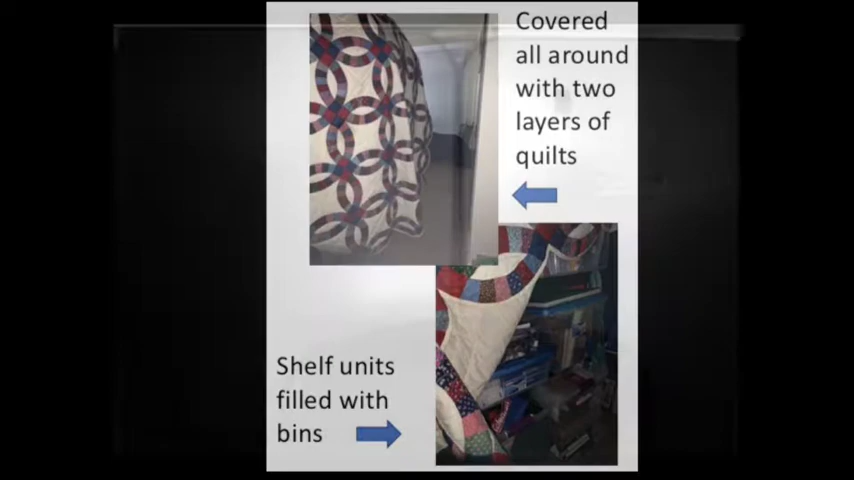 Covered
all around
with two
layers of
quilts
Shelf units
filled with
bins